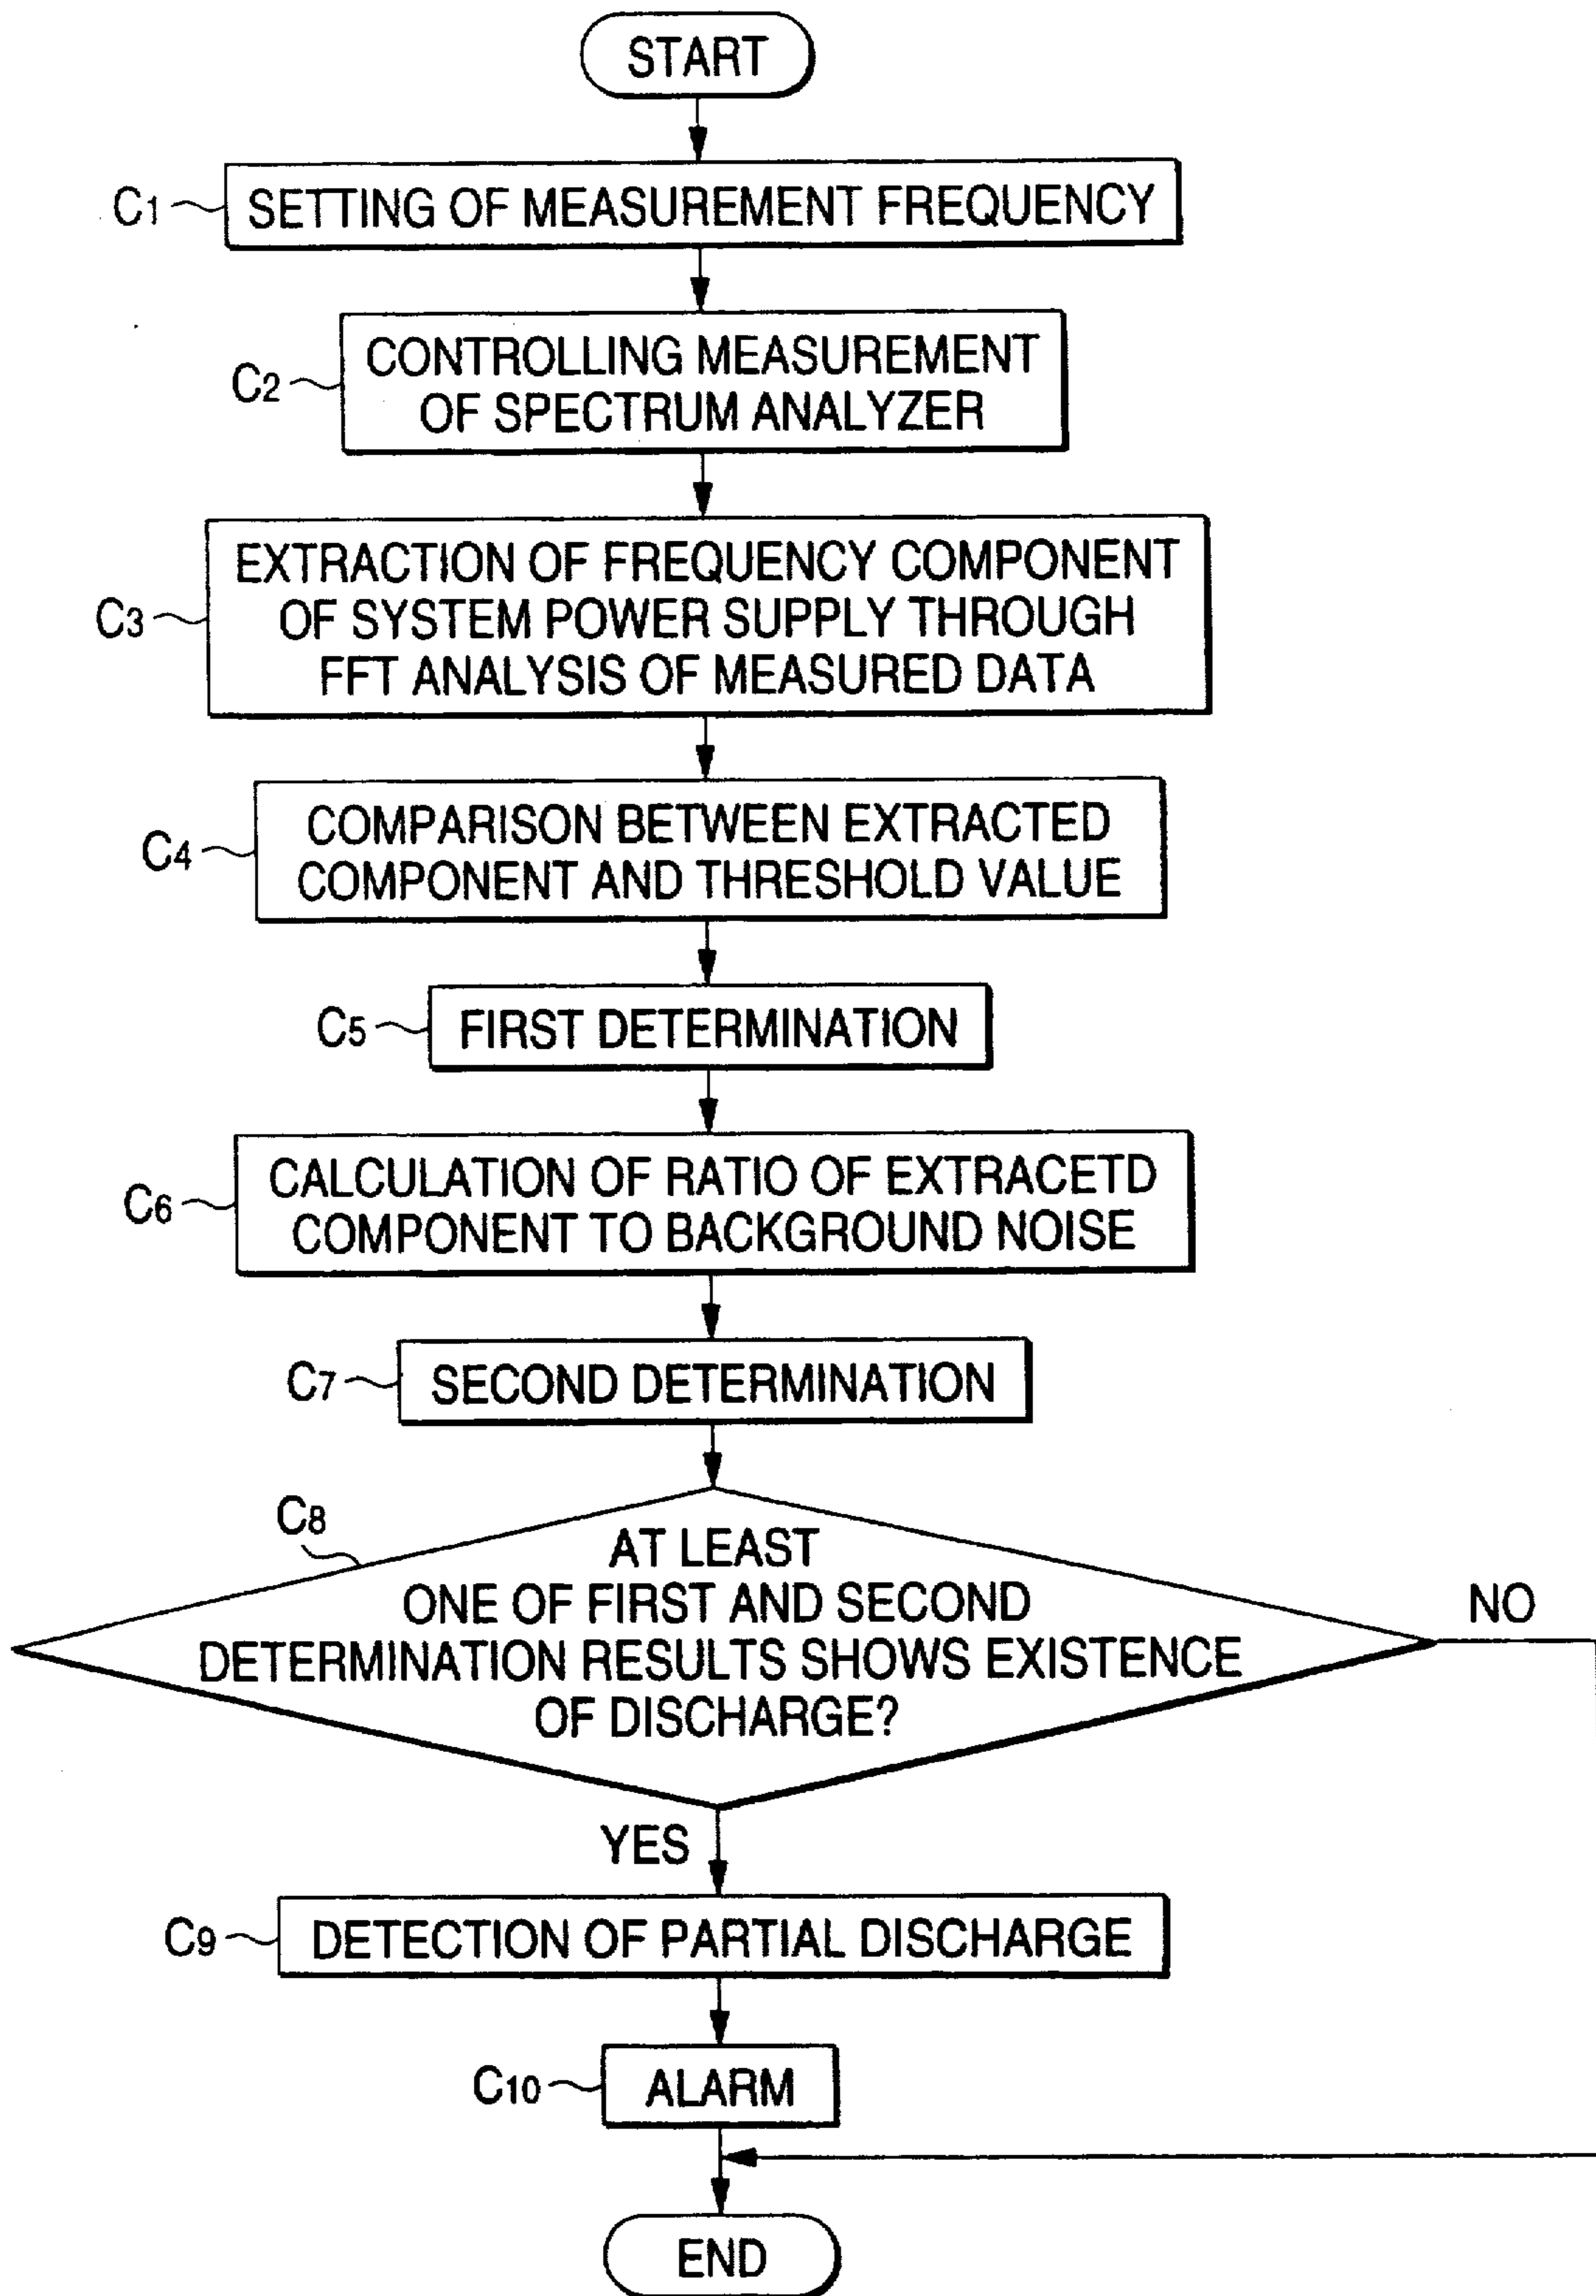 START
C1 SETTING OF MEASUREMENT FREQUENCY
C2 CONTROLLING MEASUREMENT
OF SPECTRUM ANALYZER
C3 EXTRACTION OF FREQUENCY COMPONENT
OF SYSTEM POWER SUPPLY THROUGH
FFT ANALYSIS OF MEASURED DATA
C4 COMPARISON BETWEEN EXTRACTED
COMPONENT AND THRESHOLD VALUE
C5 FIRST DETERMINATION
C6 CALCULATION OF RATIO OF EXTRACETD
COMPONENT TO BACKGROUND NOISE
C7 SECOND DETERMINATION
C8
AT LEAST
ONE OF FIRST AND SECOND
DETERMINATION RESULTS SHOWS EXISTENCE
OF DISCHARGE?
NO
YES
C9 DETECTION OF PARTIAL DISCHARGE
C10 ALARM
END